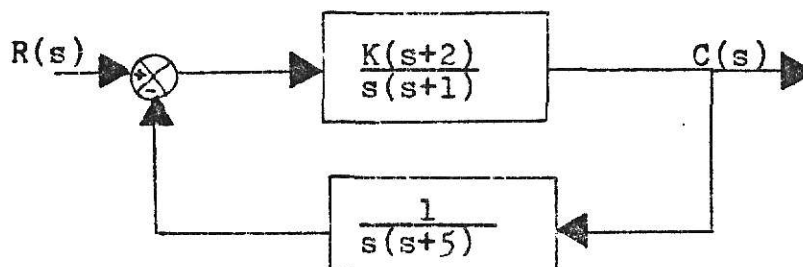 R(s)
+
-
K(s+2)
s(s+1)
C(s)
1
s(s+5)